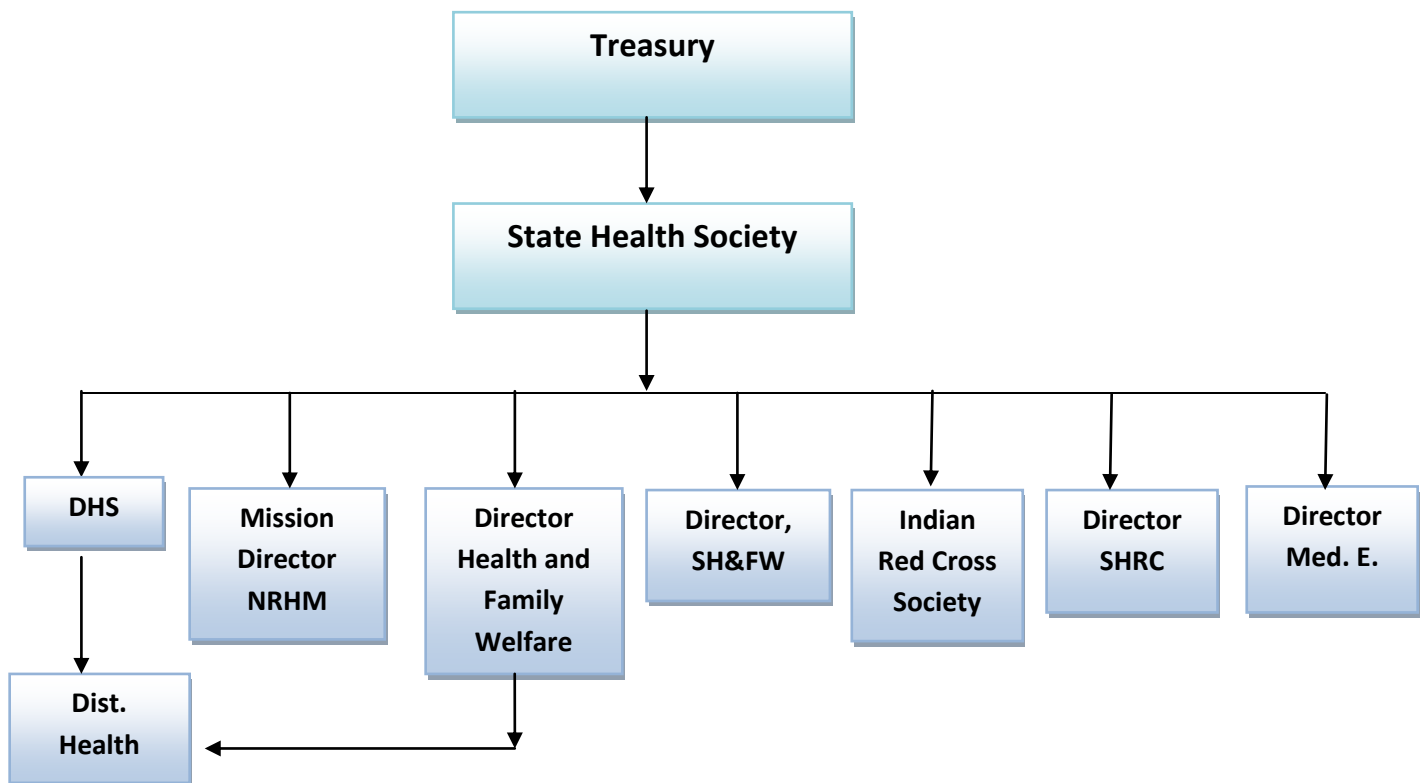 Treasury
State Health Society
DHS
Mission
Director
NRHM
Director
Health and
Family
Welfare
Director,
SH&FW
Indian
Red Cross
Society
Director
SHRC
Director
Med. E.
Dist.
Health